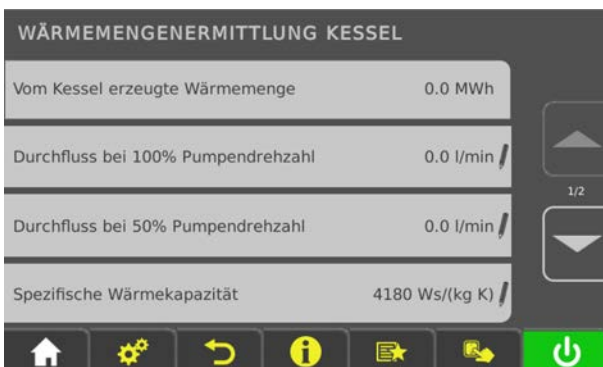 WÄRMEMENGENERMITTLUNG KESSEL
Vom Kessel erzeugte Wärmemenge 0.0 MWh
Durchfluss bei 100% Pumpendrehzahl 0.0 l/min
1/2
Durchfluss bei 50% Pumpendrehzahl 0.0 l/min
Spezifische Wärmekapazität 4180 Ws/(kg K)